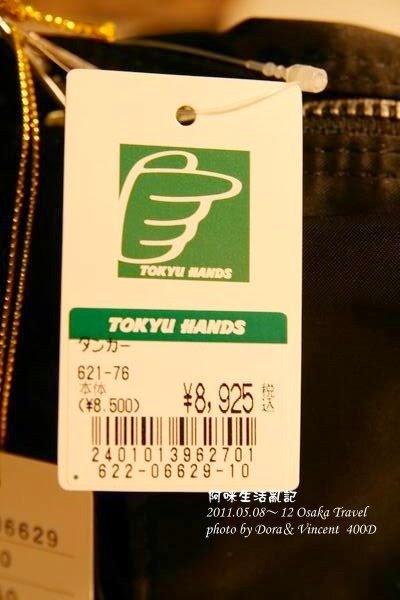 TOKYU HANDS
TOKYU HANDS
タンカー
621-76
本体
(¥8,500)
¥8,925 税込
2401013962701
622-06629-10
06629
阿咪生活亂記
2011.05.08~ 12 Osaka Travel
photo by Dora& Vincent 400D